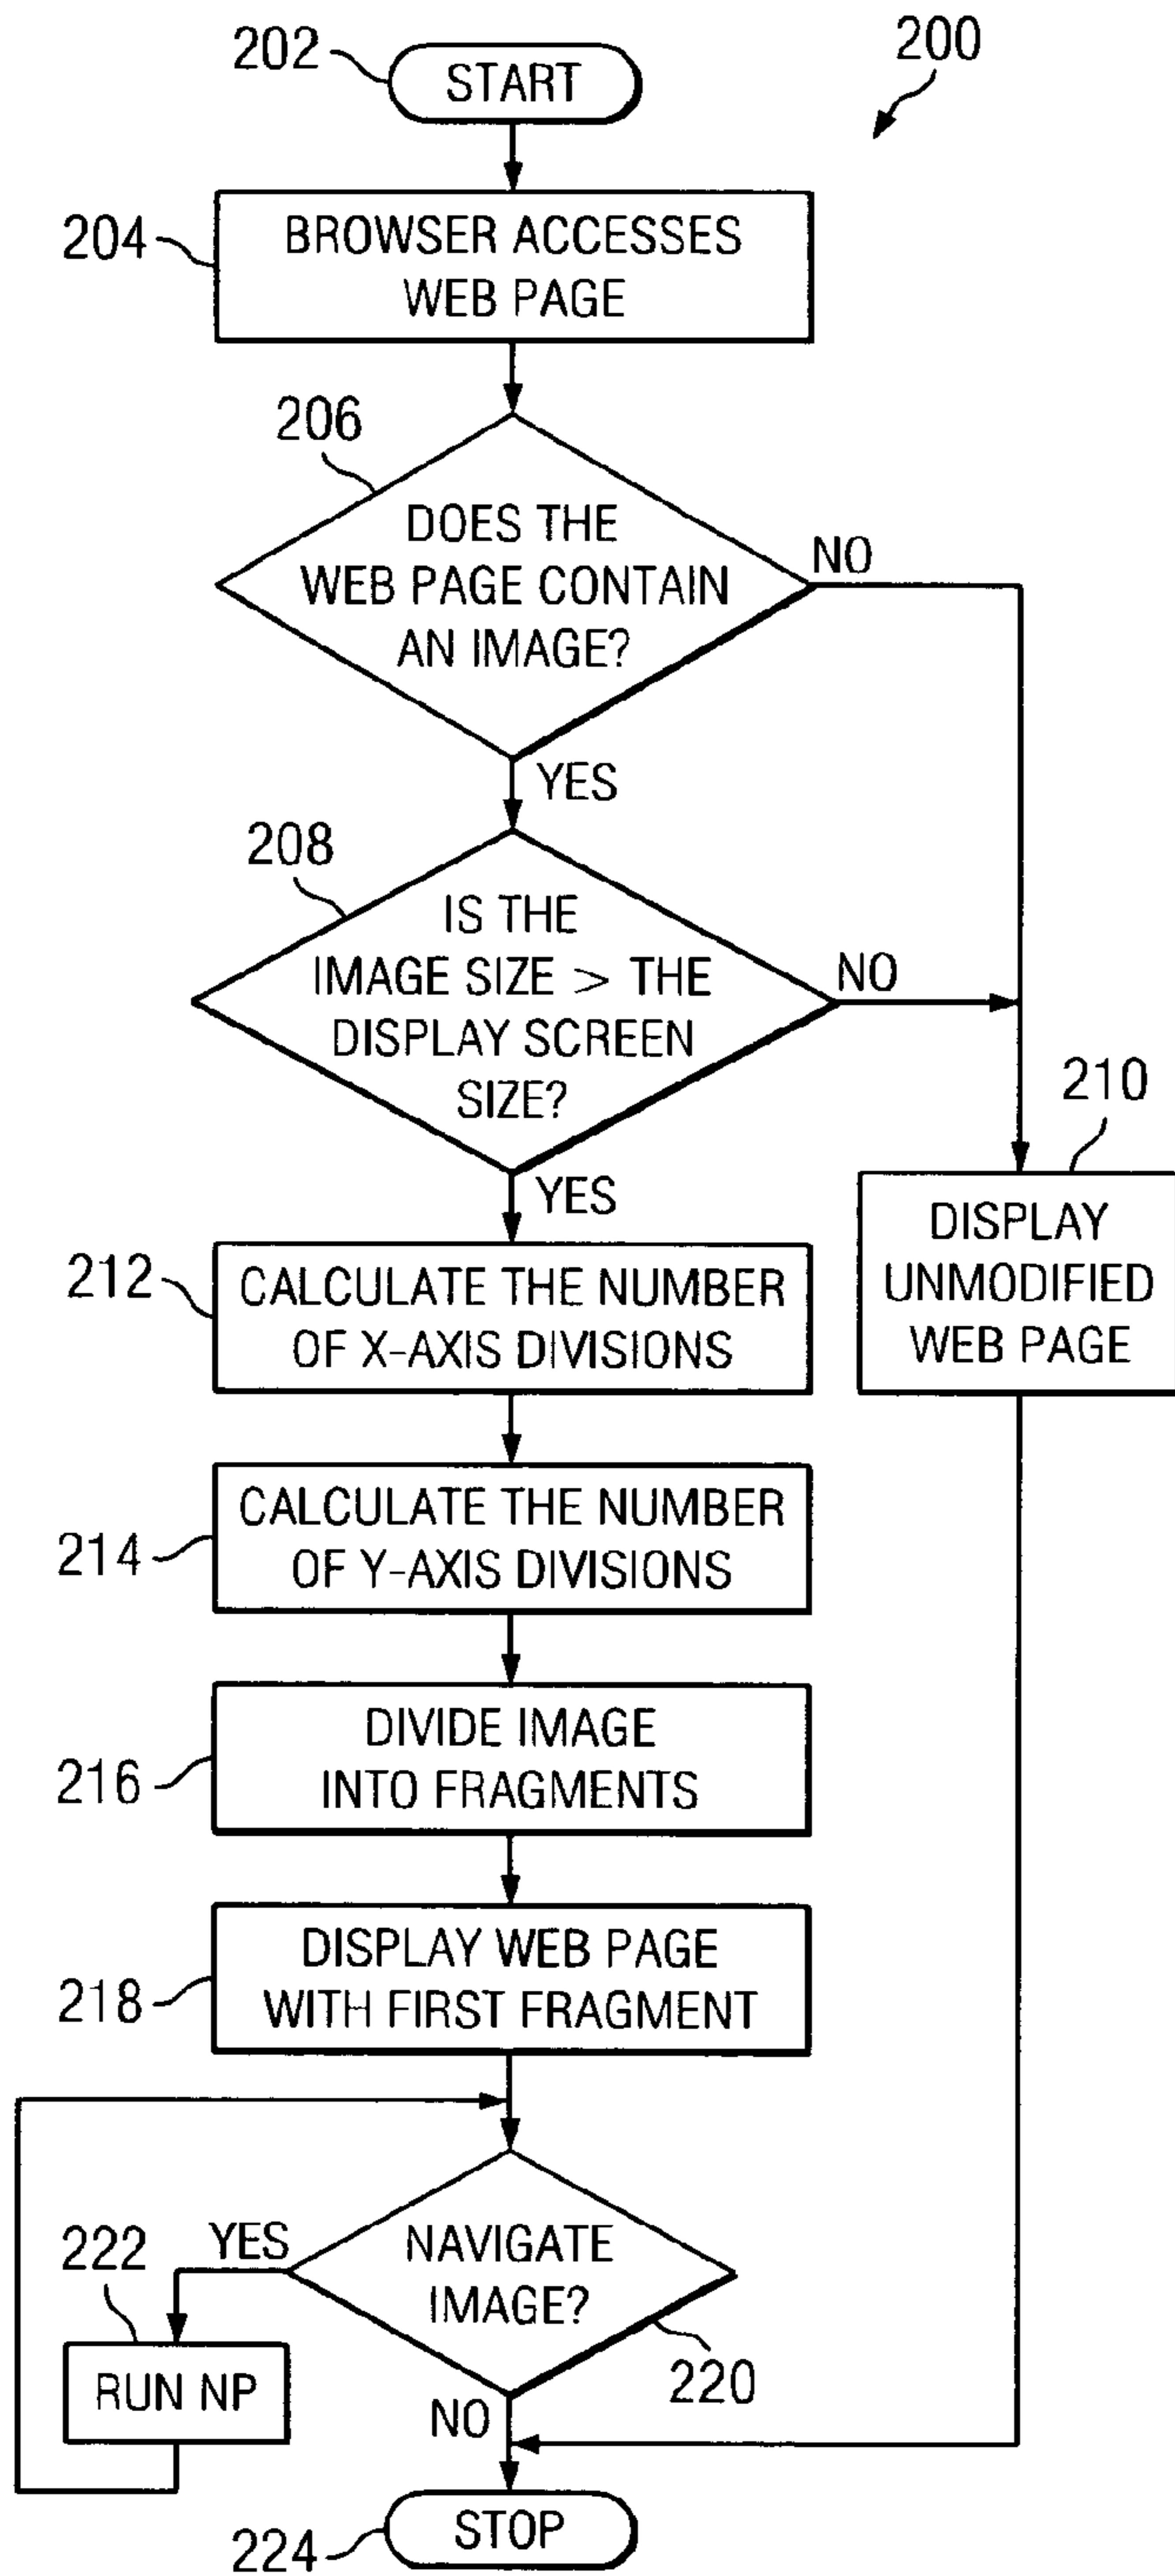 200
202
START
204
BROWSER ACCESSES
WEB PAGE
206
DOES THE
WEB PAGE CONTAIN
AN IMAGE?
NO
YES
208
IS THE
IMAGE SIZE > THE
DISPLAY SCREEN
SIZE?
NO
YES
210
DISPLAY
UNMODIFIED
WEB PAGE
212
CALCULATE THE NUMBER
OF X-AXIS DIVISIONS
214
CALCULATE THE NUMBER
OF Y-AXIS DIVISIONS
216
DIVIDE IMAGE
INTO FRAGMENTS
218
DISPLAY WEB PAGE
WITH FIRST FRAGMENT
222
YES
NAVIGATE
IMAGE?
220
RUN NP
NO
STOP
224